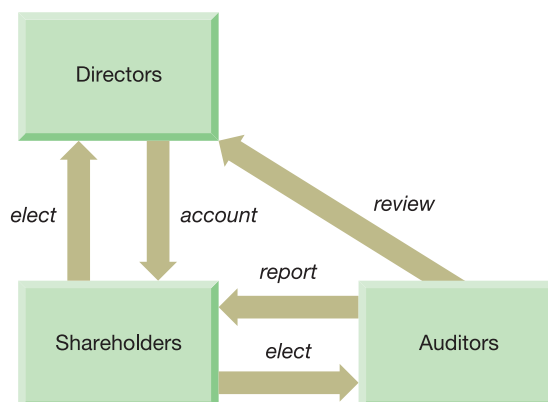 Directors
elect
account
review
report
Shareholders
elect
Auditors